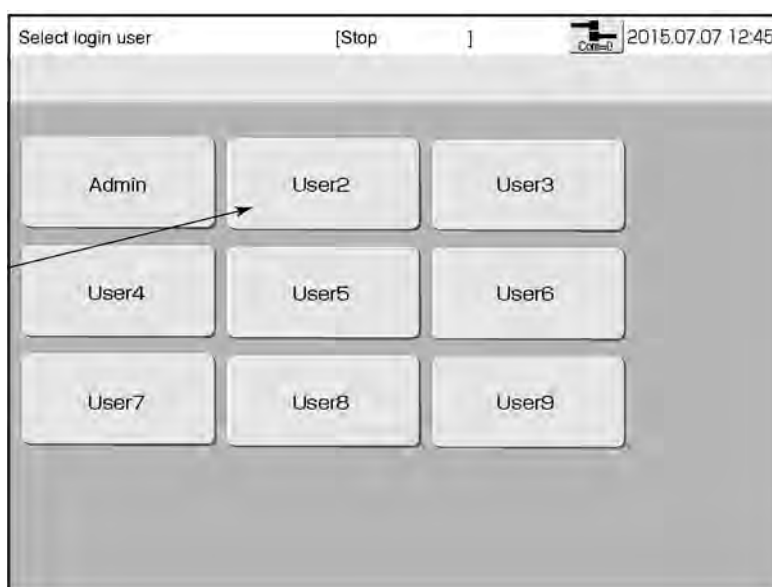 Select login user [Stop ] Com=0 2015.07.07 12:45
Admin User2 User3
User4 User5 User6
User7 User8 User9